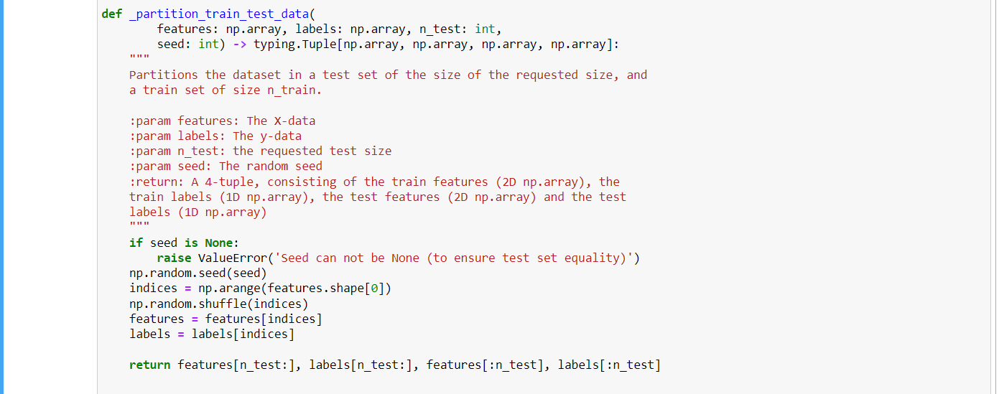 def _partition_train_test_data(
        features: np.array, labels: np.array, n_test: int,
        seed: int) -> typing.Tuple[np.array, np.array, np.array, np.array]:
    """
    Partitions the dataset in a test set of the size of the requested size, and
    a train set of size n_train.

    :param features: The X-data
    :param labels: The y-data
    :param n_test: the requested test size
    :param seed: The random seed
    :return: A 4-tuple, consisting of the train features (2D np.array), the
    train labels (1D np.array), the test features (2D np.array) and the test
    labels (1D np.array)
    """
    if seed is None:
        raise ValueError('Seed can not be None (to ensure test set equality)')
    np.random.seed(seed)
    indices = np.arange(features.shape[0])
    np.random.shuffle(indices)
    features = features[indices]
    labels = labels[indices]

    return features[n_test:], labels[n_test:], features[:n_test], labels[:n_test]